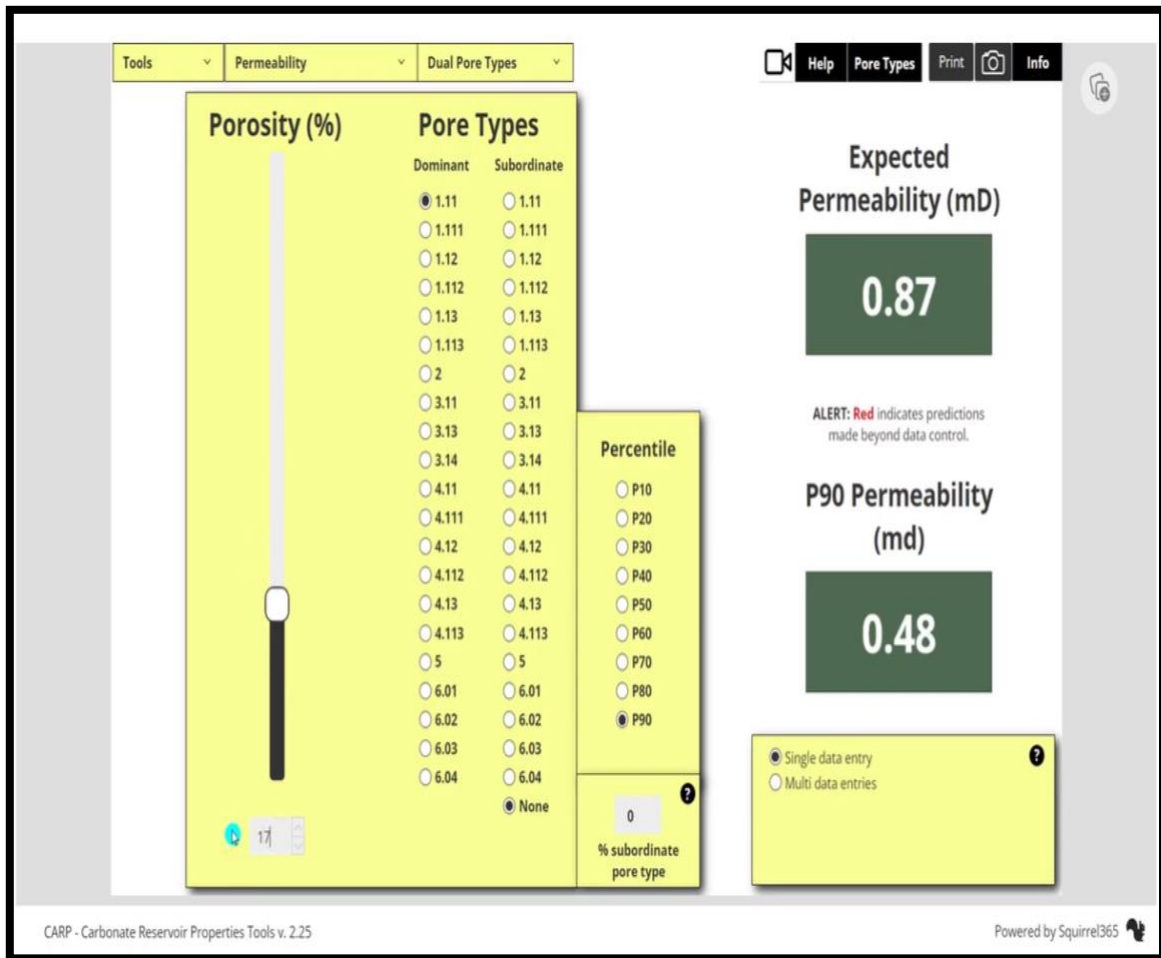 Tools Permeability Dual Pore Types
Help Pore Types Print Info
Porosity (%)
Pore Types
Dominant Subordinate
1.11 1.11
1.111 1.111
1.12 1.12
1.112 1.112
1.13 1.13
1.113 1.113
2 2
3.11 3.11
3.13 3.13
3.14 3.14
4.11 4.11
4.111 4.111
4.12 4.12
4.112 4.112
4.13 4.13
4.113 4.113
5 5
6.01 6.01
6.02 6.02
6.03 6.03
6.04 6.04
None
17
Percentile
P10
P20
P30
P40
P50
P60
P70
P80
P90
?
0
% subordinate
pore type
Expected
Permeability (mD)
0.87
ALERT: Red indicates predictions
made beyond data control.
P90 Permeability
(md)
0.48
Single data entry ?
Multi data entries
CARP - Carbonate Reservoir Properties Tools v. 2.25
Powered by Squirrel365